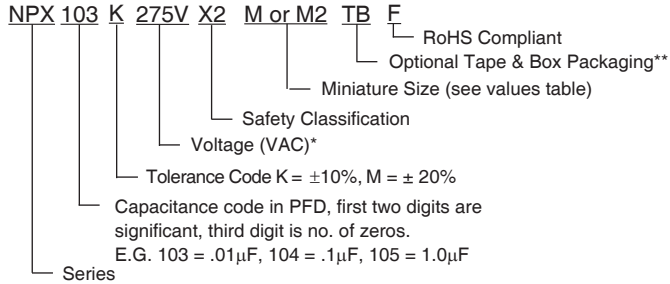 NPX 103 K 275V X2 M or M2 TB F
RoHS Compliant
Optional Tape & Box Packaging**
Miniature Size (see values table)
Safety Classification
Voltage (VAC)*
Tolerance Code K = ±10%, M = ± 20%
Capacitance code in PFD, first two digits are
significant, third digit is no. of zeros.
E.G. 103 = .01µF, 104 = .1µF, 105 = 1.0µF
Series